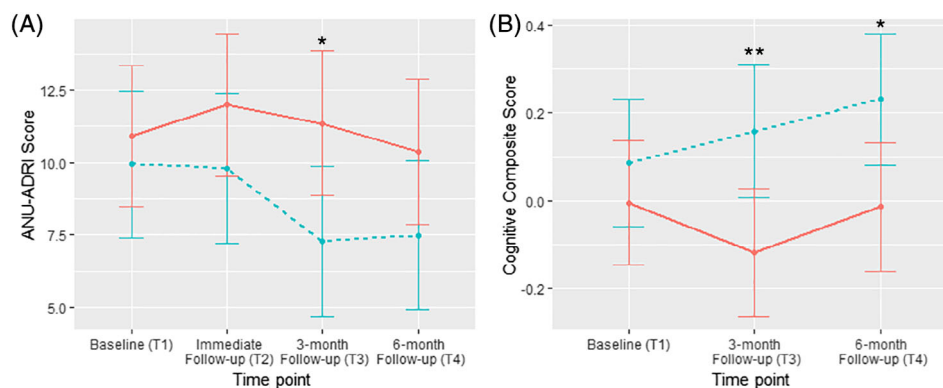 (A)
*
ANU-ADRI Score
12.5
10.0
7.5
5.0
Baseline (T1)
Immediate
Follow-up (T2)
3-month
Follow-up (T3)
6-month
Follow-up (T4)
Time point
(B)
**
*
Cognitive Composite Score
0.4
0.2
0.0
-0.2
Baseline (T1)
3-month
Follow-up (T3)
6-month
Follow-up (T4)
Time point